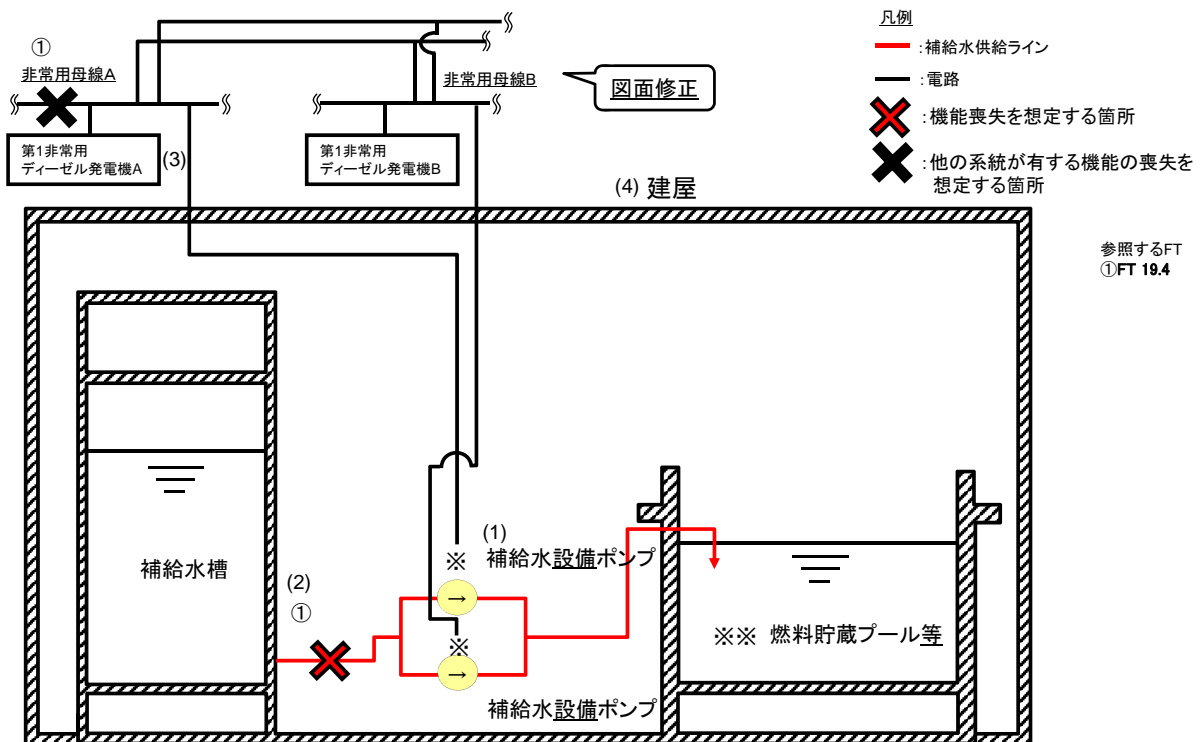 ①
非常用母線A
非常用母線B
図面修正
第1非常用
ディーゼル発電機A
(3)
第1非常用
ディーゼル発電機B
凡例
:補給水供給ライン
:電路
:機能喪失を想定する箇所
:他の系統が有する機能の喪失を
想定する箇所
参照するFT
①FT 19.4
(4) 建屋
補給水槽
(2)
①
(1)
※ 補給水設備ポンプ
→
※
→
補給水設備ポンプ
※※ 燃料貯蔵プール等